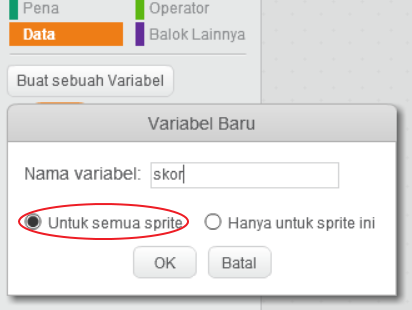 Pena Operator
Data Balok Lainnya
Buat sebuah Variabel
Variabel Baru
Nama variabel: skor
Untuk semua sprite Hanya untuk sprite ini
OK Batal